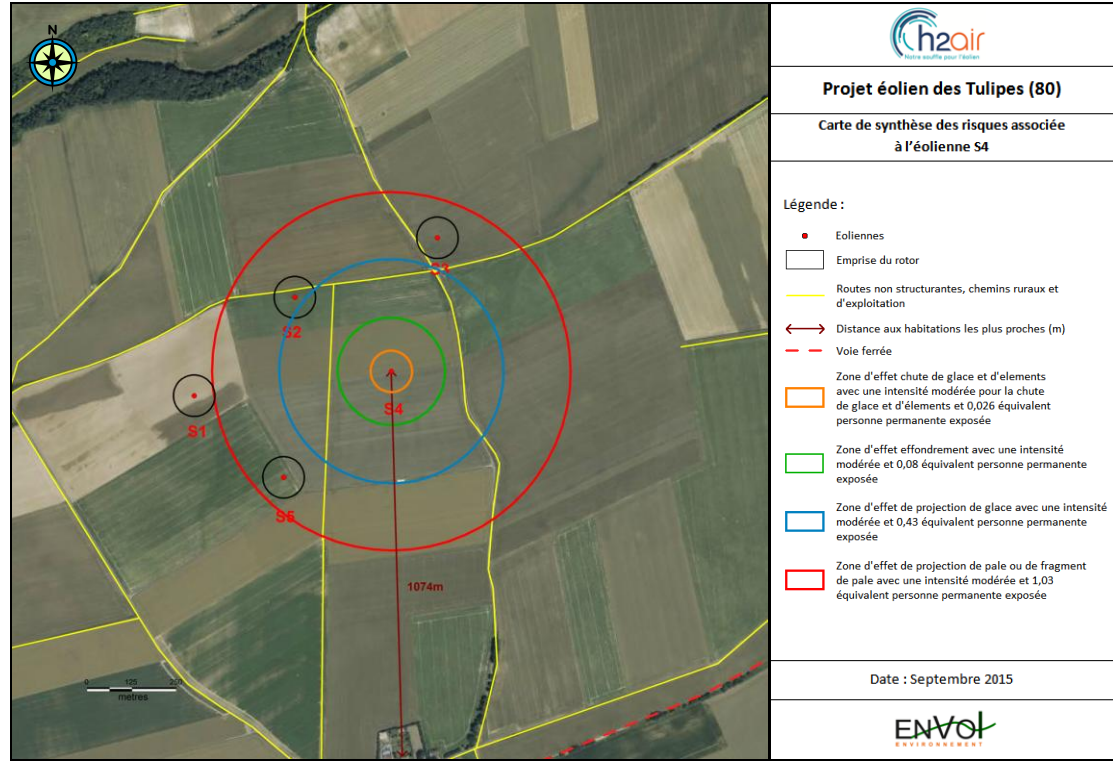 N
S3
S2
S4
S1
S5
1074m
0 125 250
metres
h2air
Notre souffle pour l'éolien
Projet éolien des Tulipes (80)
Carte de synthèse des risques associée
à l'éolienne S4
Légende :
Eoliennes
Emprise du rotor
Routes non structurantes, chemins ruraux et
d'exploitation
Distance aux habitations les plus proches (m)
Voie ferrée
Zone d'effet chute de glace et d'elements
avec une intensité modérée pour la chute
de glace et d'élements et 0,026 équivalent
personne permanente exposée
Zone d'effet effondrement avec une intensité
modérée et 0,08 équivalent personne permanente
exposée
Zone d'effet de projection de glace avec une intensité
modérée et 0,43 équivalent personne permanente
exposée
Zone d'effet de projection de pale ou de fragment
de pale avec une intensité modérée et 1,03
équivalent personne permanente exposée
Date : Septembre 2015
ENVOL
ENVIRONNEMENT